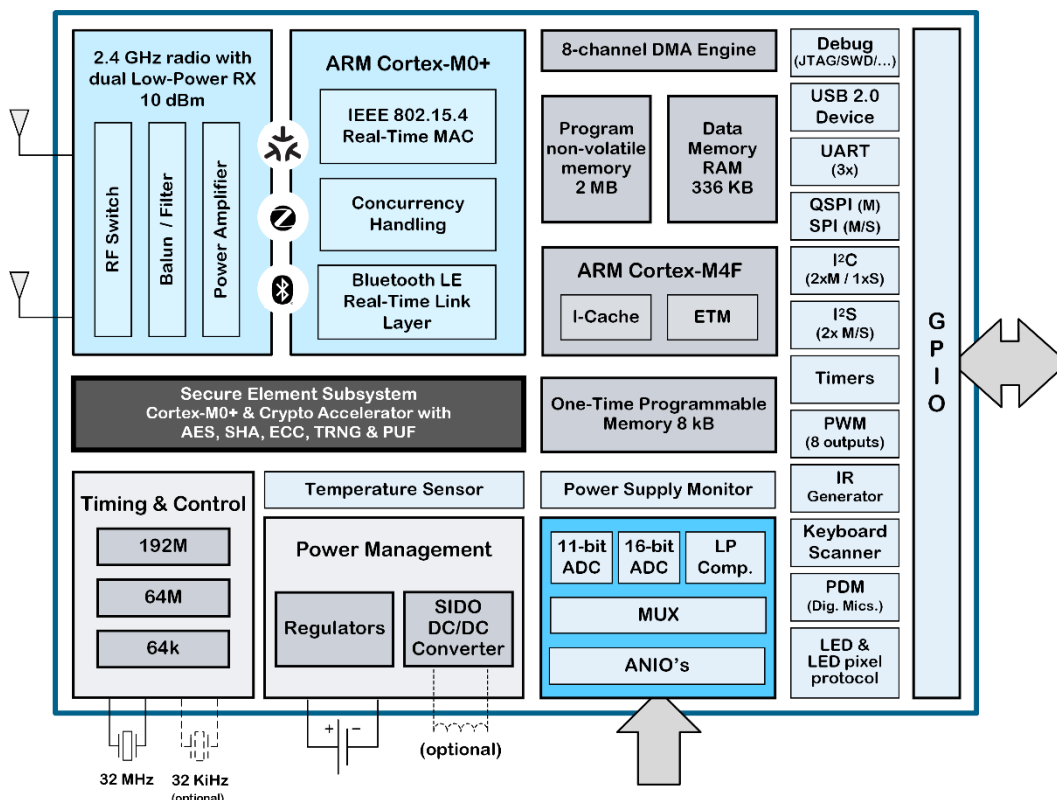 2.4 GHz radio with
dual Low-Power RX
10 dBm
RF Switch
Balun / Filter
Power Amplifier
ARM Cortex-M0+
IEEE 802.15.4
Real-Time MAC
Concurrency
Handling
Bluetooth LE
Real-Time Link
Layer
8-channel DMA Engine
Program
non-volatile
memory
2 MB
Data
Memory
RAM
336 KB
ARM Cortex-M4F
I-Cache
ETM
One-Time Programmable
Memory 8 kB
Secure Element Subsystem
Cortex-M0+ & Crypto Accelerator with
AES, SHA, ECC, TRNG & PUF
Timing & Control
192M
64M
64k
Temperature Sensor
Power Management
Regulators
SIDO
DC/DC
Converter
Power Supply Monitor
11-bit
ADC
16-bit
ADC
LP
Comp.
MUX
ANIO's
Debug
(JTAG/SWD/...)
USB 2.0
Device
UART
(3x)
QSPI (M)
SPI (M/S)
I²C
(2xM / 1xS)
I²S
(2x M/S)
Timers
PWM
(8 outputs)
IR
Generator
Keyboard
Scanner
PDM
(Dig. Mics.)
LED &
LED pixel
protocol
GPIO
32 MHz
32 KiHz
(optional)
+ −
(optional)